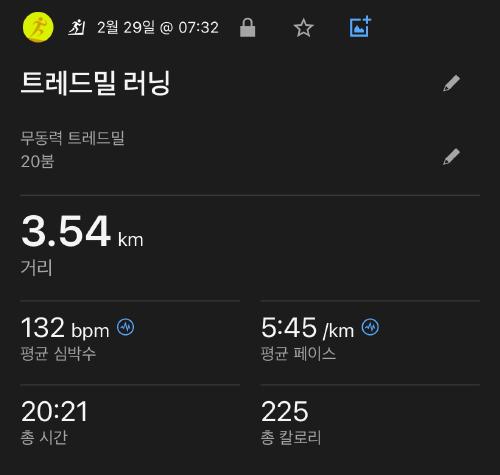 2월 29일 @ 07:32
트레드밀 러닝
무동력 트레드밀
20붐
3.54 km
거리
132 bpm
평균 심박수
5:45 /km
평균 페이스
20:21
총 시간
225
총 칼로리